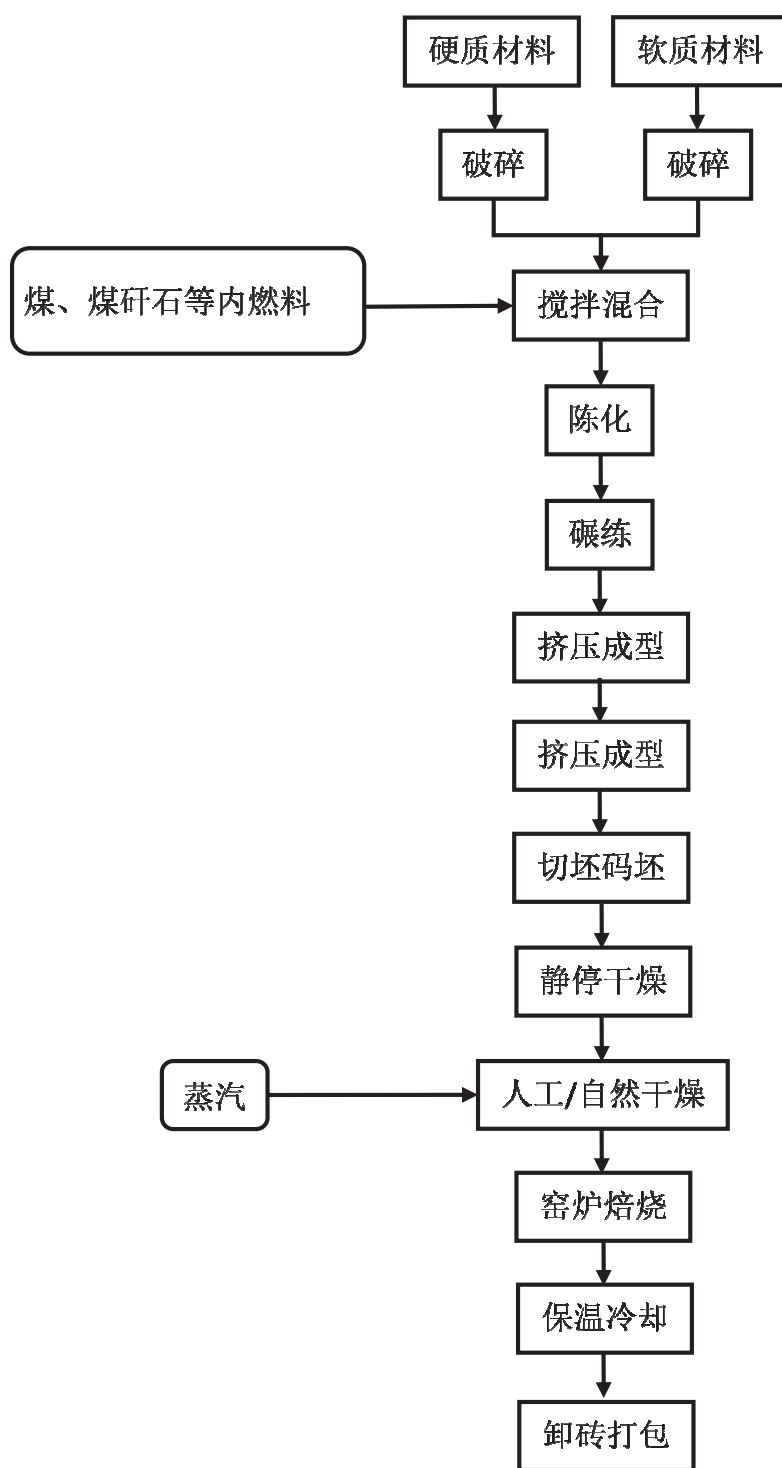 硬质材料
软质材料
破碎
破碎
煤、煤矸石等内燃料
搅拌混合
陈化
碾练
挤压成型
挤压成型
切坯码坯
静停干燥
蒸汽
人工/自然干燥
窑炉焙烧
保温冷却
卸砖打包